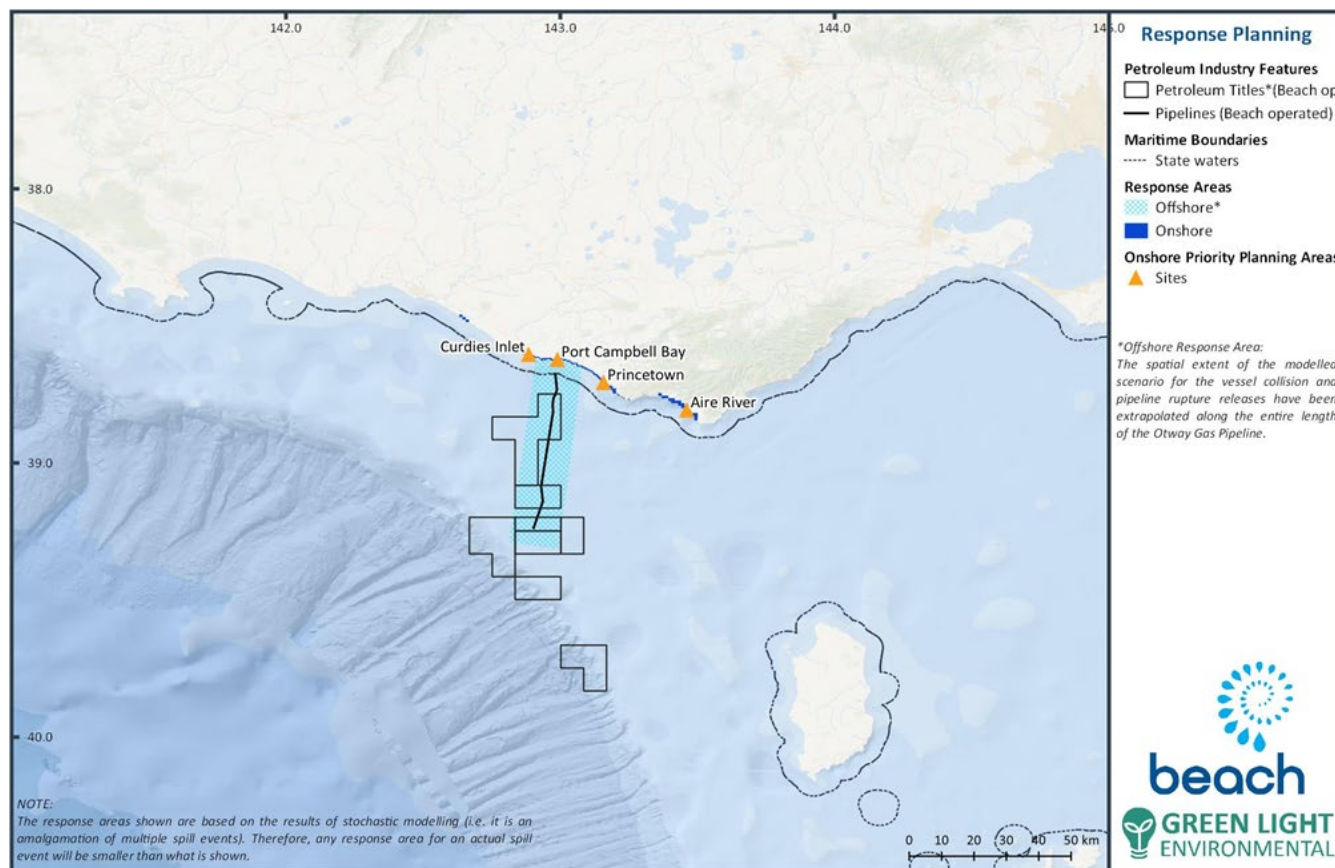 142.0
143.0
144.0
145.0
38.0
39.0
40.0
Curdies Inlet
Port Campbell Bay
Princetown
Aire River
NOTE:
The response areas shown are based on the results of stochastic modelling (i.e. it is an
amalgamation of multiple spill events). Therefore, any response area for an actual spill
event will be smaller than what is shown.
0 10 20 30 40 50 km
Response Planning
Petroleum Industry Features
Petroleum Titles*(Beach op
Pipelines (Beach operated)
Maritime Boundaries
State waters
Response Areas
Offshore*
Onshore
Onshore Priority Planning Areas
Sites
*Offshore Response Area:
The spatial extent of the modelled
scenario for the vessel collision and
pipeline rupture releases have been
extrapolated along the entire length
of the Otway Gas Pipeline.
beach
GREEN LIGHT
ENVIRONMENTAL